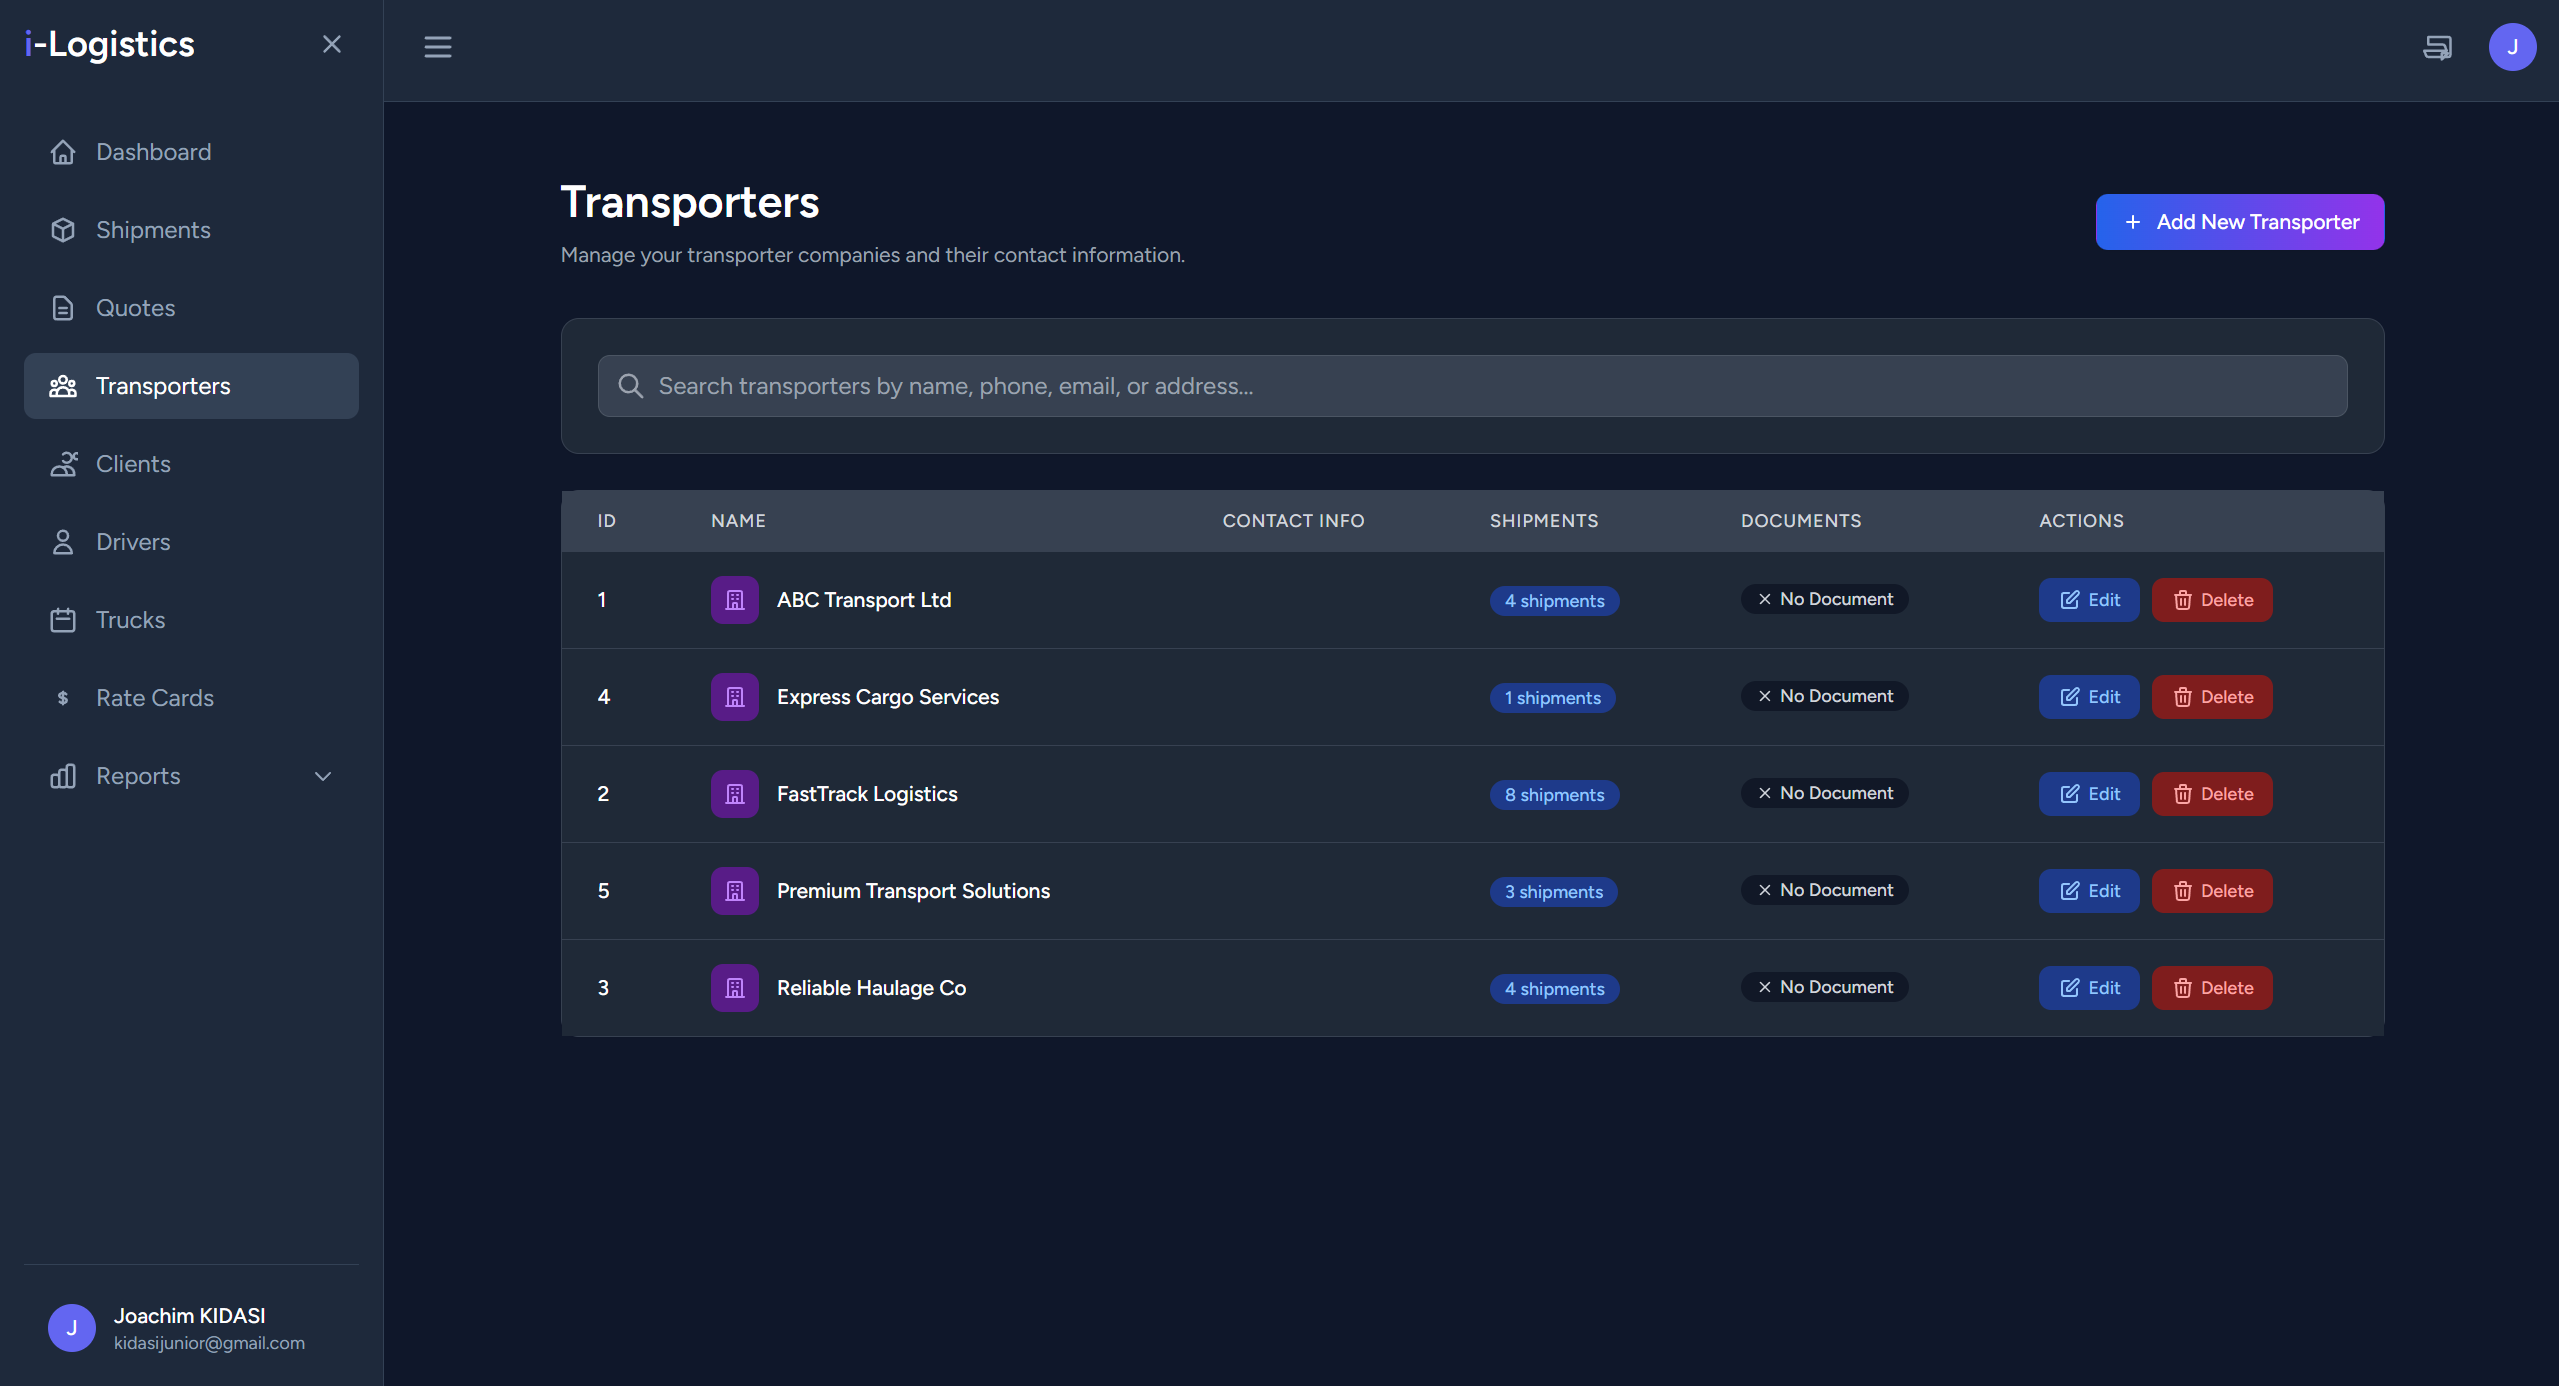 i-Logistics
J
Dashboard
Shipments
Quotes
Transporters
Clients
Drivers
Trucks
$ Rate Cards
Reports
Transporters
Manage your transporter companies and their contact information.
+ Add New Transporter
Search transporters by name, phone, email, or address...
ID NAME CONTACT INFO SHIPMENTS DOCUMENTS ACTIONS
1 ABC Transport Ltd 4 shipments No Document Edit Delete
4 Express Cargo Services 1 shipments No Document Edit Delete
2 FastTrack Logistics 8 shipments No Document Edit Delete
5 Premium Transport Solutions 3 shipments No Document Edit Delete
3 Reliable Haulage Co 4 shipments No Document Edit Delete
J Joachim KIDASI
kidasijunior@gmail.com